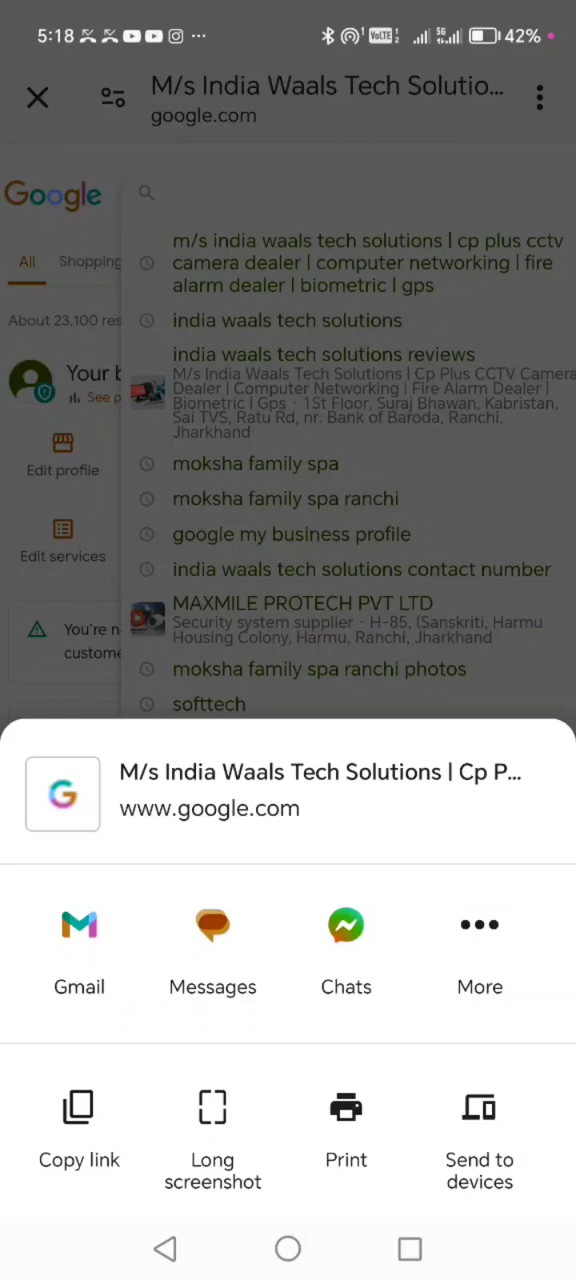 5:18
VoLTE 1 2
5G
42%
M/s India Waals Tech Solutio...
google.com
Google
All Shopping
About 23,100 res
Your b
See p
Edit profile
Edit services
You're n
custome
m/s india waals tech solutions | cp plus cctv
camera dealer | computer networking | fire
alarm dealer | biometric | gps
india waals tech solutions
india waals tech solutions reviews
M/s India Waals Tech Solutions | Cp Plus CCTV Camera
Dealer | Computer Networking | Fire Alarm Dealer |
Biometric | Gps · 1St Floor, Suraj Bhawan, Kabristan,
Sai TVS, Ratu Rd, nr. Bank of Baroda, Ranchi,
Jharkhand
moksha family spa
moksha family spa ranchi
google my business profile
india waals tech solutions contact number
MAXMILE PROTECH PVT LTD
Security system supplier · H-85, (Sanskriti, Harmu
Housing Colony, Harmu, Ranchi, Jharkhand
moksha family spa ranchi photos
softtech
M/s India Waals Tech Solutions | Cp P...
www.google.com
Gmail Messages Chats More
Copy link Long screenshot Print Send to devices